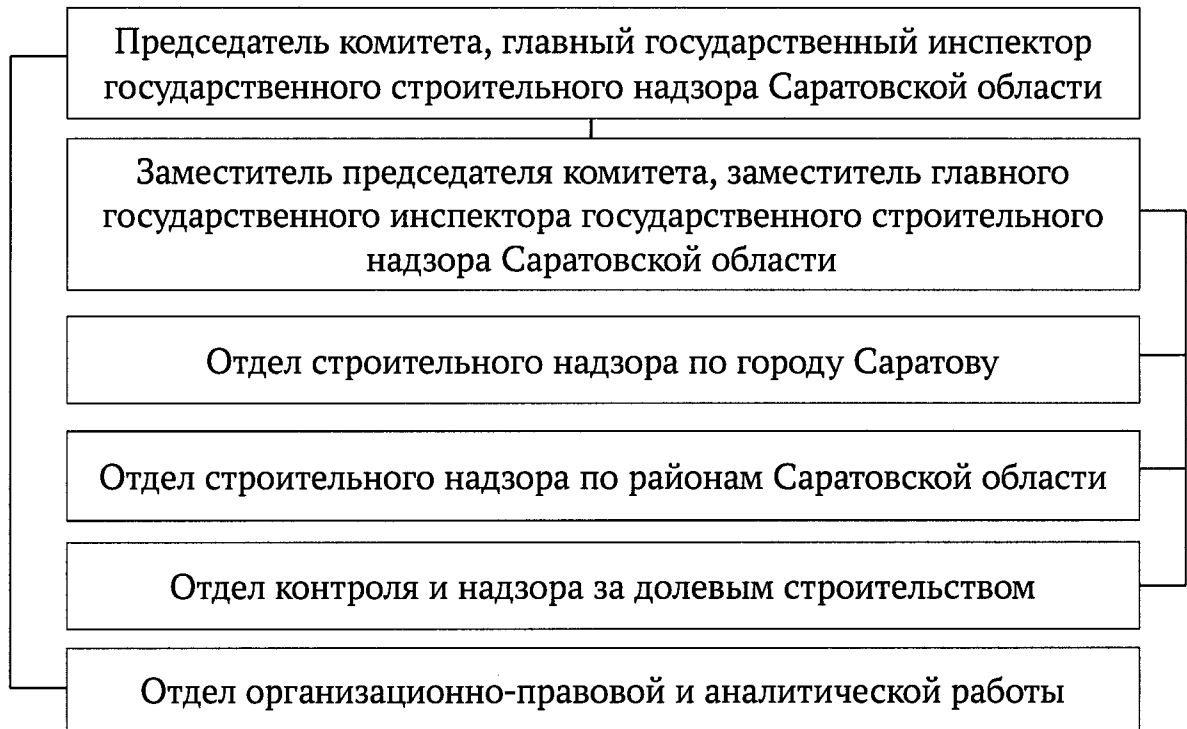 Председатель комитета, главный государственный инспектор
государственного строительного надзора Саратовской области
Заместитель председателя комитета, заместитель главного
государственного инспектора государственного строительного
надзора Саратовской области
Отдел строительного надзора по городу Саратову
Отдел строительного надзора по районам Саратовской области
Отдел контроля и надзора за долевым строительством
Отдел организационно-правовой и аналитической работы